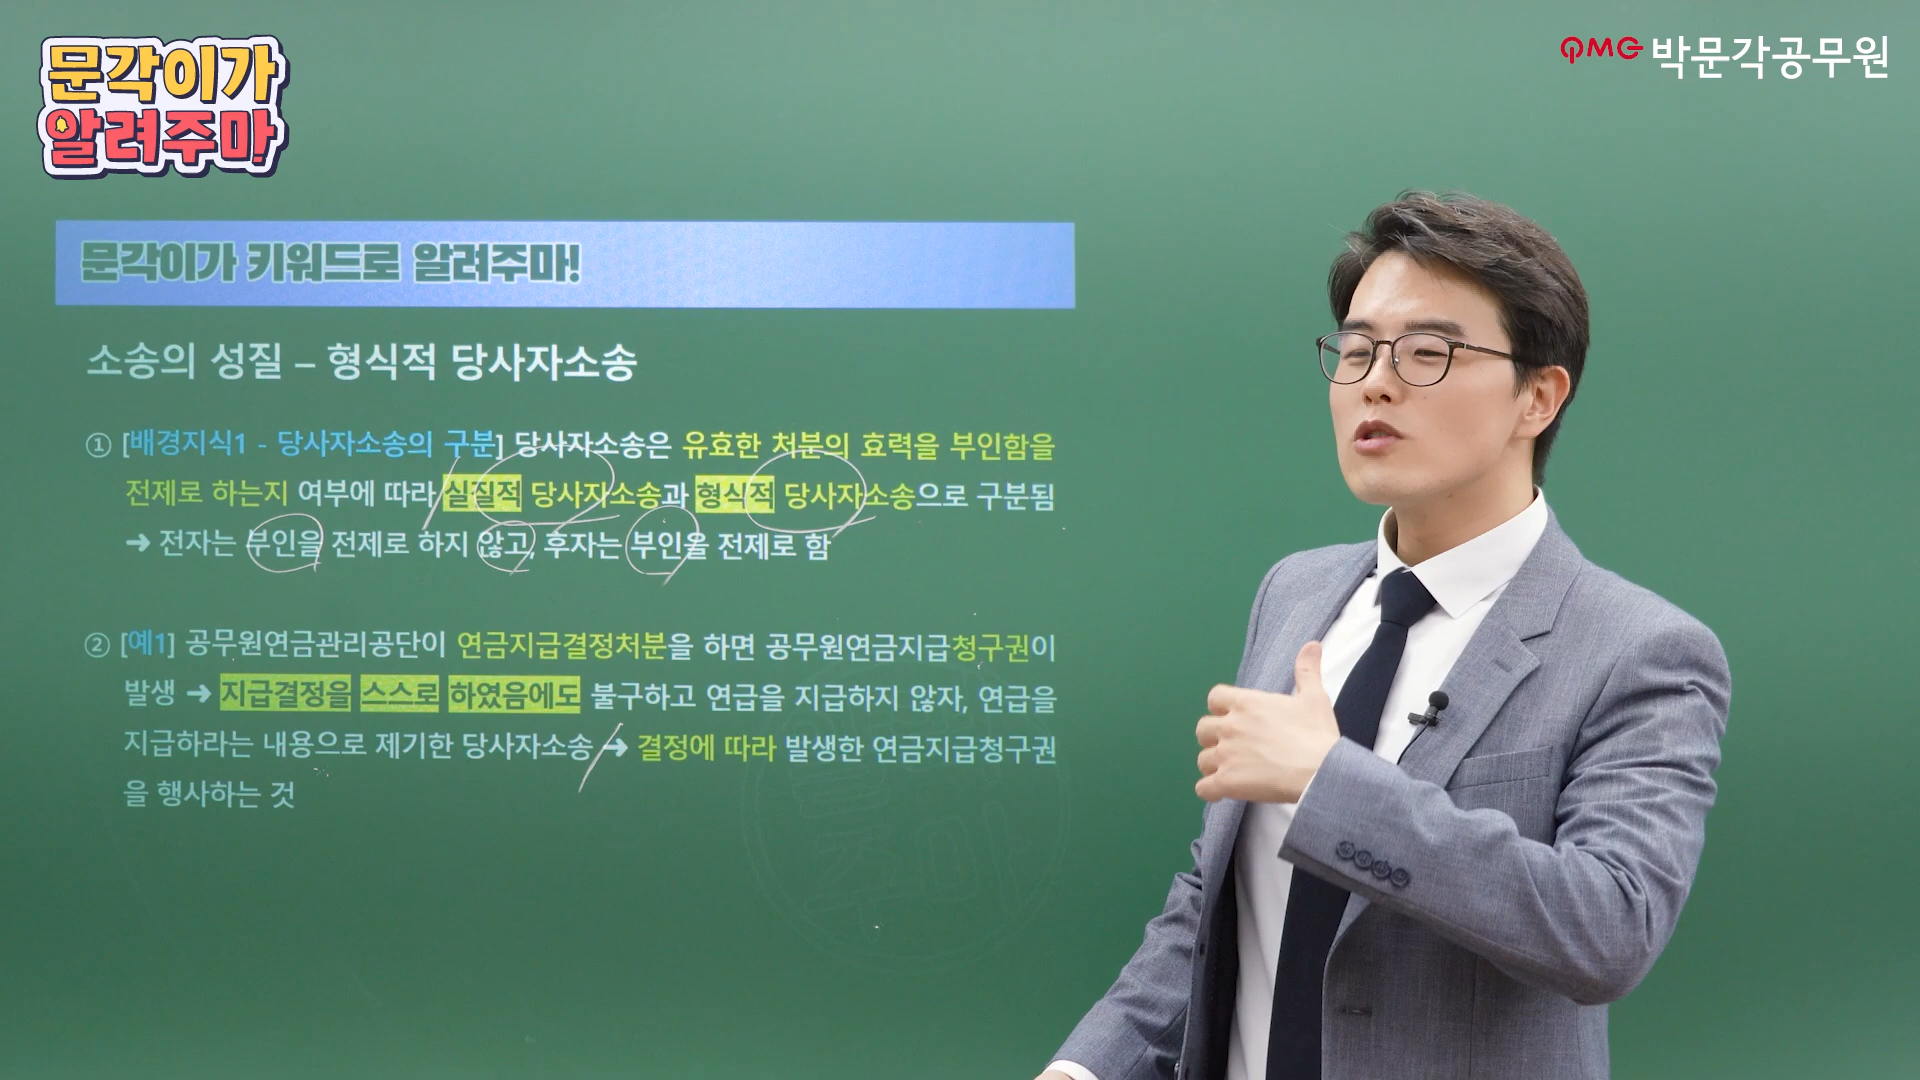 문각이가
알려주마!
PMG 박문각공무원
문각이가 키워드로 알려주마!
소송의 성질 – 형식적 당사자소송
① [배경지식1 - 당사자소송의 구분] 당사자소송은 유효한 처분의 효력을 부인함을
전제로 하는지 여부에 따라 실질적 당사자소송과 형식적 당사자소송으로 구분됨
➔ 전자는 부인을 전제로 하지 않고, 후자는 부인을 전제로 함
② [예1] 공무원연금관리공단이 연금지급결정처분을 하면 공무원연금지급청구권이
발생 ➔ 지급결정을 스스로 하였음에도 불구하고 연급을 지급하지 않자, 연급을
지급하라는 내용으로 제기한 당사자소송 ➔ 결정에 따라 발생한 연금지급청구권
을 행사하는 것